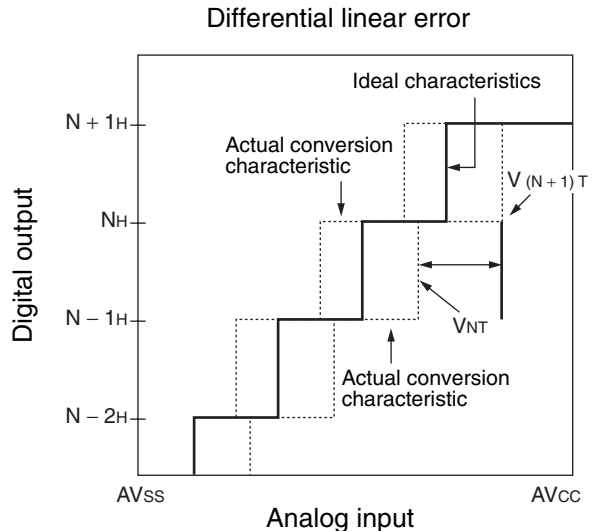 Differential linear error
Ideal characteristics
N + 1H
Actual conversion
characteristic
V (N + 1) T
NH
Digital output
N − 1H
VNT
Actual conversion
characteristic
N − 2H
AVSS
AVCC
Analog input